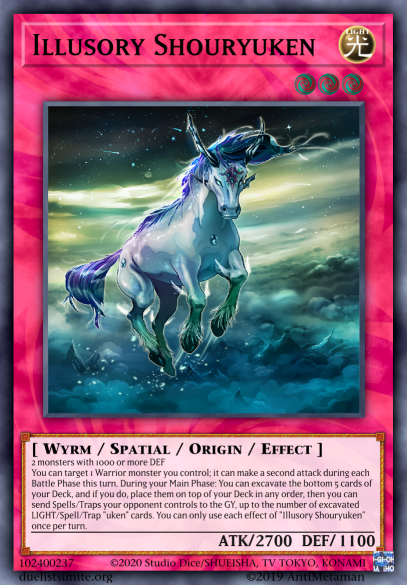 ILLUSORY SHOURYUKEN
LIGHT
光
[ WYRM / SPATIAL / ORIGIN / EFFECT ]
2 monsters with 1000 or more DEF
You can target 1 Warrior monster you control; it can make a second attack during each
Battle Phase this turn. During your Main Phase: You can excavate the bottom 5 cards of
your Deck, and if you do, place them on top of your Deck in any order, then you can
send Spells/Traps your opponent controls to the GY, up to the number of excavated
LIGHT/Spell/Trap "uken" cards. You can only use each effect of "Illusory Shouryuken"
once per turn.
ATK/2700 DEF/1100
102400237 ©2020 Studio Dice/SHUEISHA, TV TOKYO, KONAMI
duelistsunite.org ©2019 AntiMetaman